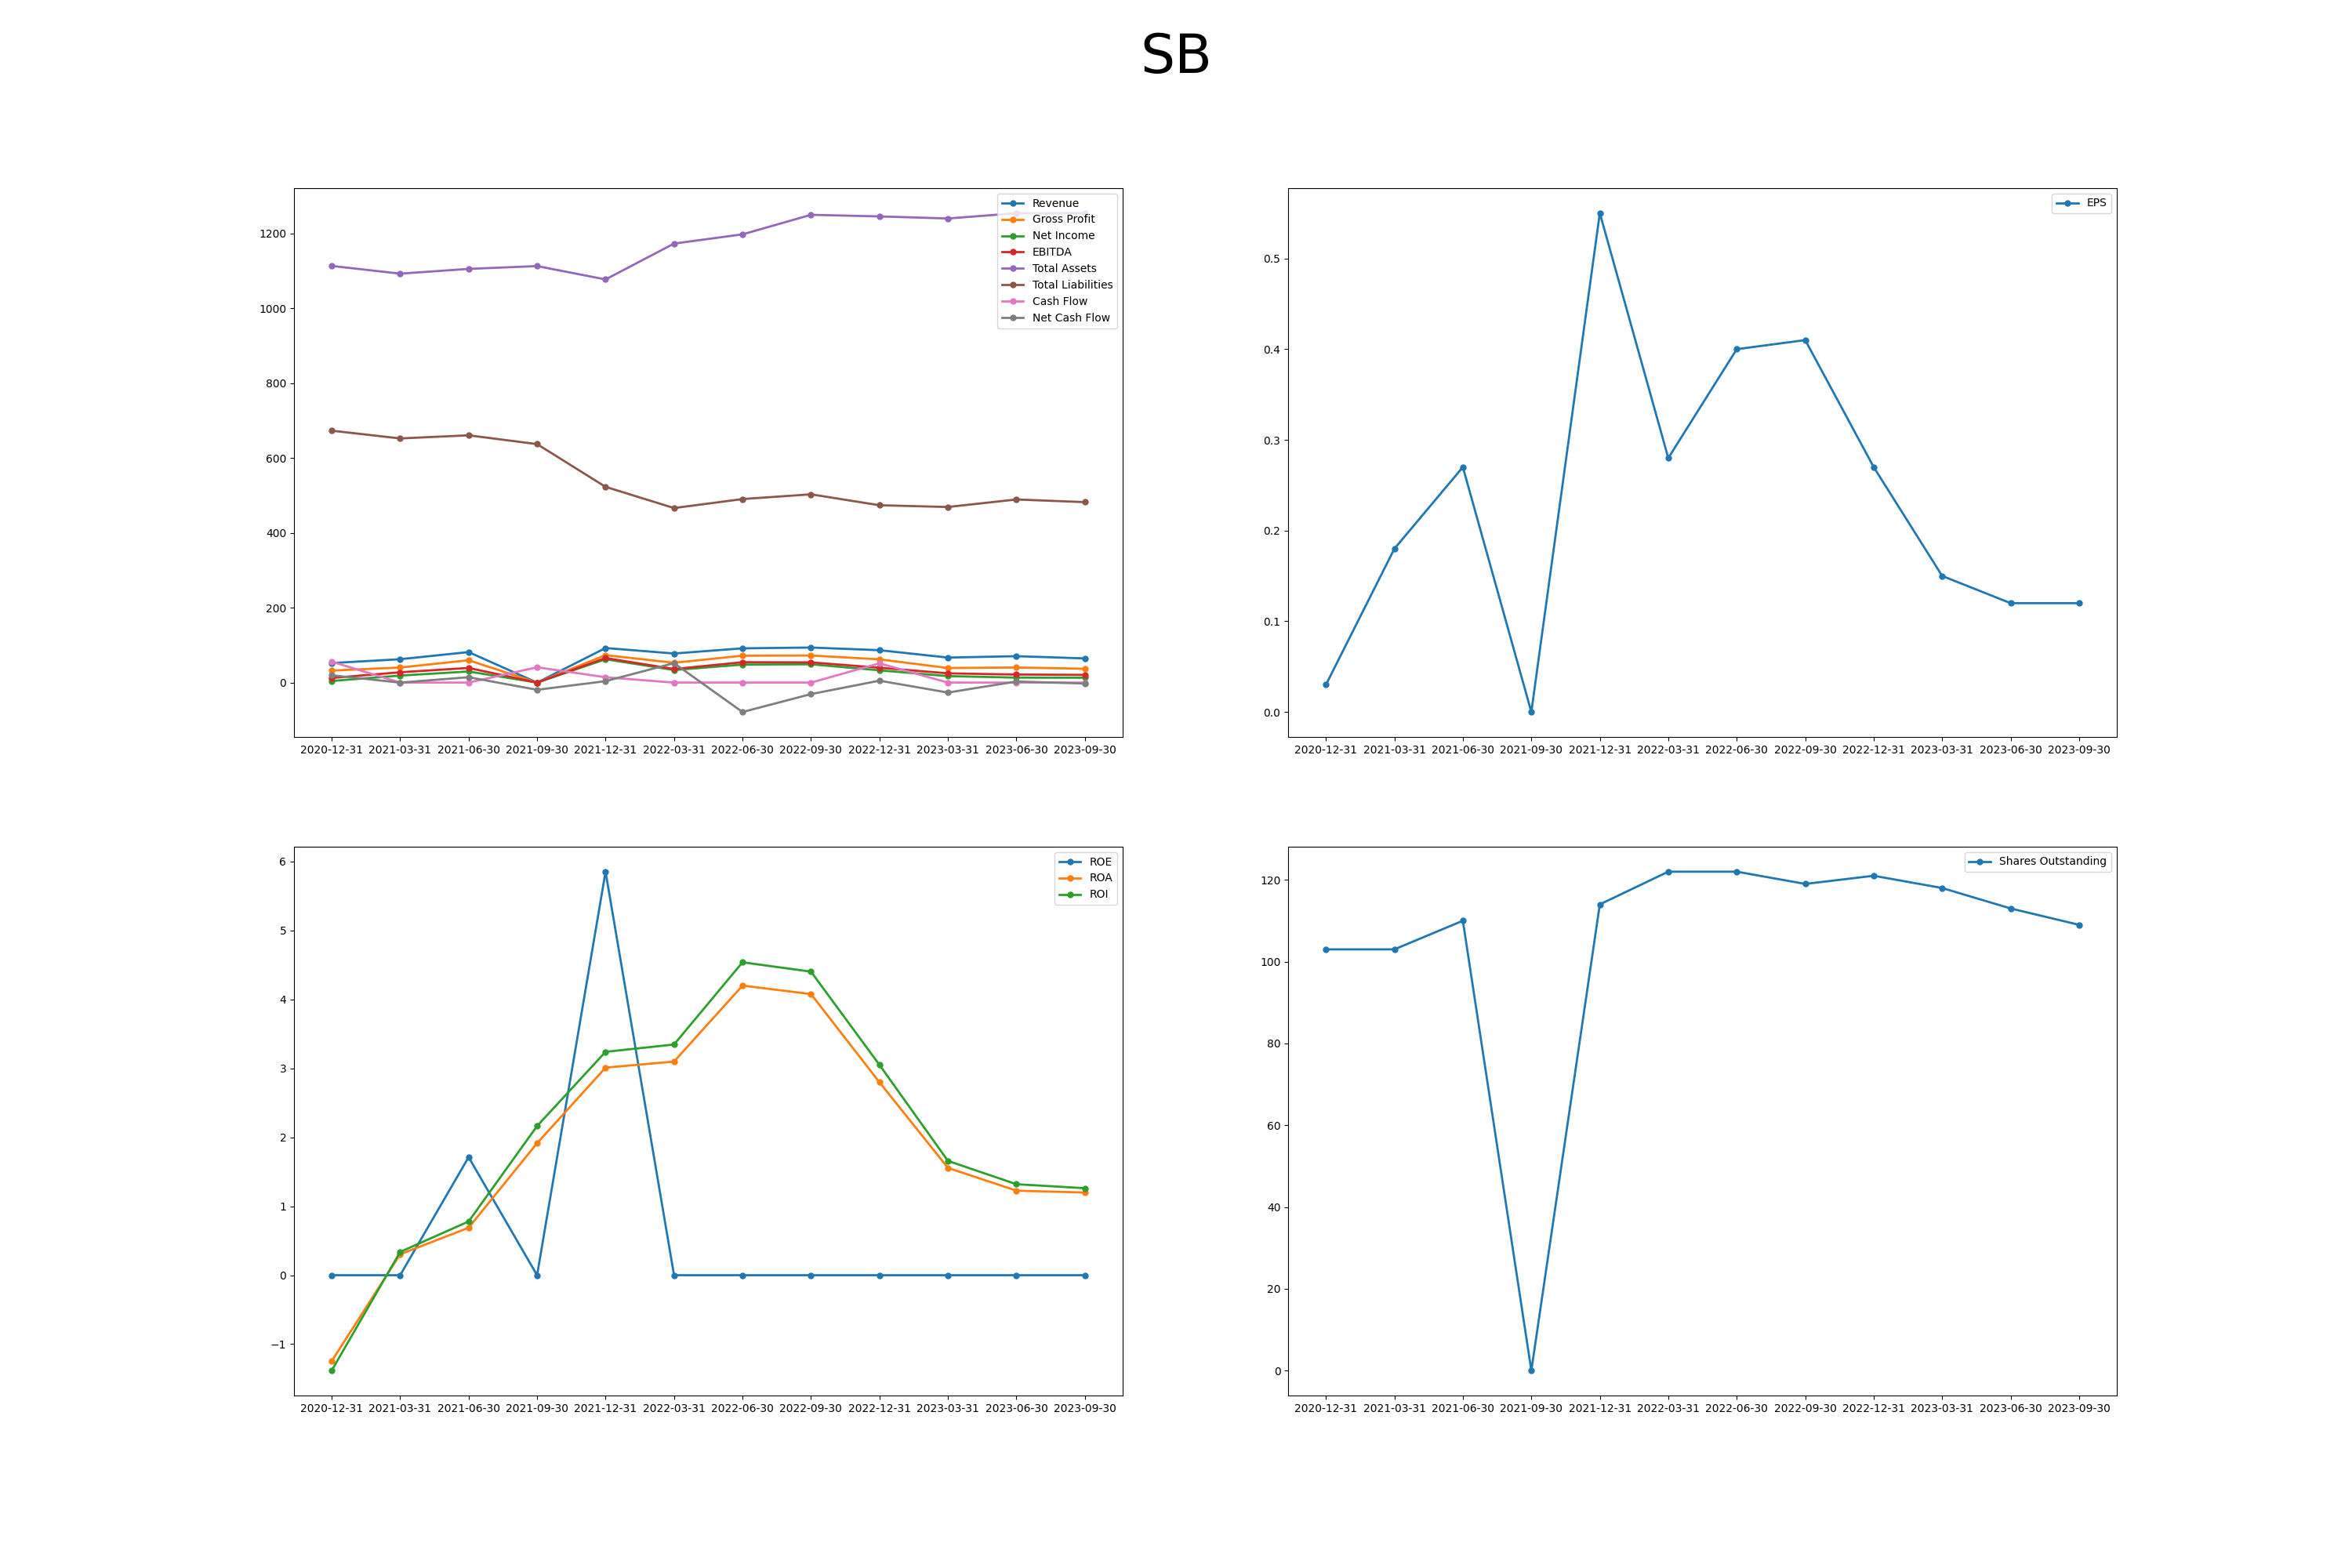 SB
1200
1000
800
600
400
200
0
Revenue
Gross Profit
Net Income
EBITDA
Total Assets
Total Liabilities
Cash Flow
Net Cash Flow
2020-12-31 2021-03-31 2021-06-30 2021-09-30 2021-12-31 2022-03-31 2022-06-30 2022-09-30 2022-12-31 2023-03-31 2023-06-30 2023-09-30
0.5
0.4
0.3
0.2
0.1
0.0
EPS
2020-12-31 2021-03-31 2021-06-30 2021-09-30 2021-12-31 2022-03-31 2022-06-30 2022-09-30 2022-12-31 2023-03-31 2023-06-30 2023-09-30
6
5
4
3
2
1
0
−1
ROE
ROA
ROI
2020-12-31 2021-03-31 2021-06-30 2021-09-30 2021-12-31 2022-03-31 2022-06-30 2022-09-30 2022-12-31 2023-03-31 2023-06-30 2023-09-30
120
100
80
60
40
20
0
Shares Outstanding
2020-12-31 2021-03-31 2021-06-30 2021-09-30 2021-12-31 2022-03-31 2022-06-30 2022-09-30 2022-12-31 2023-03-31 2023-06-30 2023-09-30